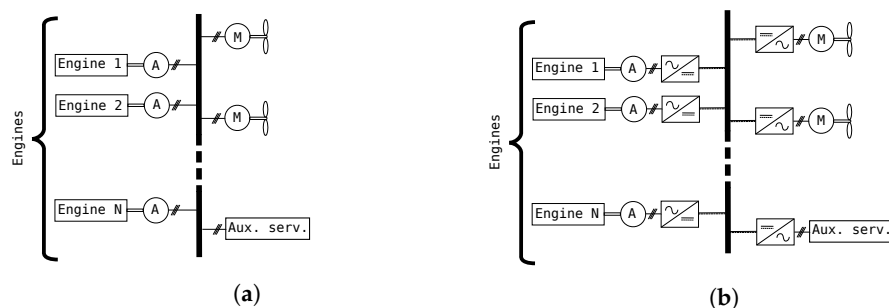 M
Engine 1 A
Engine 2 A
M
Engines
Engine N A
Aux. serv.
(a)
M
Engine 1 A
Engine 2 A
M
Engines
Engine N A
Aux. serv.
(b)